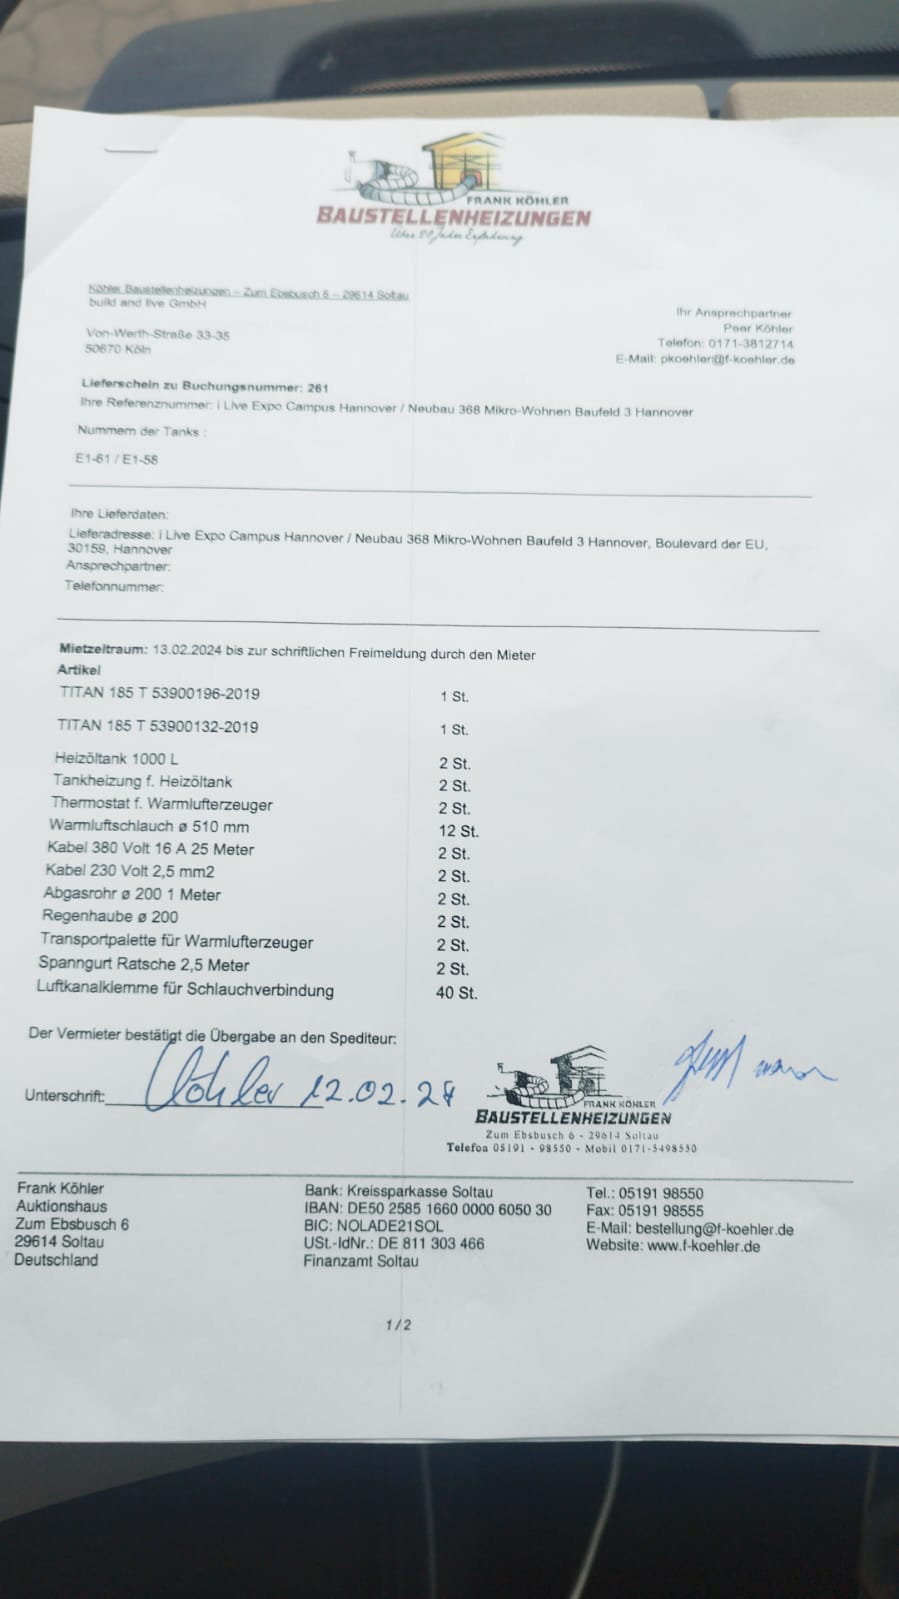 FRANK KÖHLER
BAUSTELLENHEIZUNGEN
Über 50 Jahre Erfahrung
Köhler Baustellenheizungen – Zum Ebsbusch 6 – 29614 Soltau
build and live GmbH
Von-Werth-Straße 33-35
50670 Köln
Ihr Ansprechpartner
Peer Köhler
Telefon: 0171-3812714
E-Mail: pkoehler@f-koehler.de
Lieferschein zu Buchungsnummer: 261
Ihre Referenznummer: i Live Expo Campus Hannover / Neubau 368 Mikro-Wohnen Baufeld 3 Hannover
Nummern der Tanks :
E1-61 / E1-58
Ihre Lieferdaten:
Lieferadresse: i Live Expo Campus Hannover / Neubau 368 Mikro-Wohnen Baufeld 3 Hannover, Boulevard der EU,
30159, Hannover
Ansprechpartner:
Telefonnummer:
Mietzeitraum: 13.02.2024 bis zur schriftlichen Freimeldung durch den Mieter
Artikel
TITAN 185 T 53900196-2019 1 St.
TITAN 185 T 53900132-2019 1 St.
Heizöltank 1000 L 2 St.
Tankheizung f. Heizöltank 2 St.
Thermostat f. Warmlufterzeuger 2 St.
Warmluftschlauch ø 510 mm 12 St.
Kabel 380 Volt 16 A 25 Meter 2 St.
Kabel 230 Volt 2,5 mm2 2 St.
Abgasrohr ø 200 1 Meter 2 St.
Regenhaube ø 200 2 St.
Transportpalette für Warmlufterzeuger 2 St.
Spanngurt Ratsche 2,5 Meter 2 St.
Luftkanalklemme für Schlauchverbindung 40 St.
Der Vermieter bestätigt die Übergabe an den Spediteur:
Unterschrift: Köhler 12.02.24
FRANK KÖHLER
BAUSTELLENHEIZUNGEN
Zum Ebsbusch 6 - 29614 Soltau
Telefon 05191 - 98550 - Mobil 0171-5498550
Frank Köhler
Auktionshaus
Zum Ebsbusch 6
29614 Soltau
Deutschland
Bank: Kreissparkasse Soltau
IBAN: DE50 2585 1660 0000 6050 30
BIC: NOLADE21SOL
USt.-IdNr.: DE 811 303 466
Finanzamt Soltau
Tel.: 05191 98550
Fax: 05191 98555
E-Mail: bestellung@f-koehler.de
Website: www.f-koehler.de
1 / 2